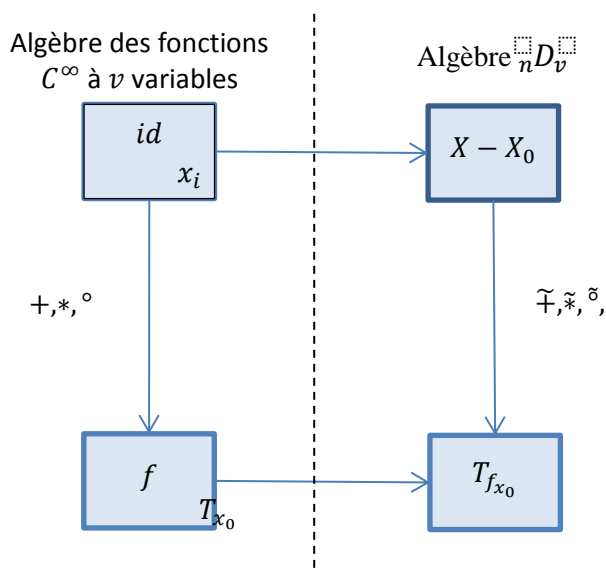 Algèbre des fonctions
C^∞ à v variables
Algèbre _nD_v
id
x_i
X − X_0
+,*,°
+̃,*̃,°̃,
f
T_{x_0}
T_{f_{x_0}}